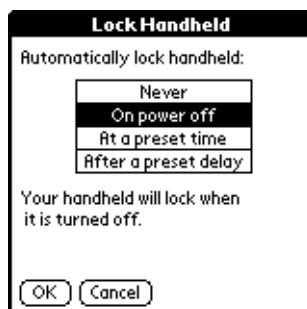 Lock Handheld
Automatically lock handheld:
Never
On power off
At a preset time
After a preset delay
Your handheld will lock when
it is turned off.
OK Cancel